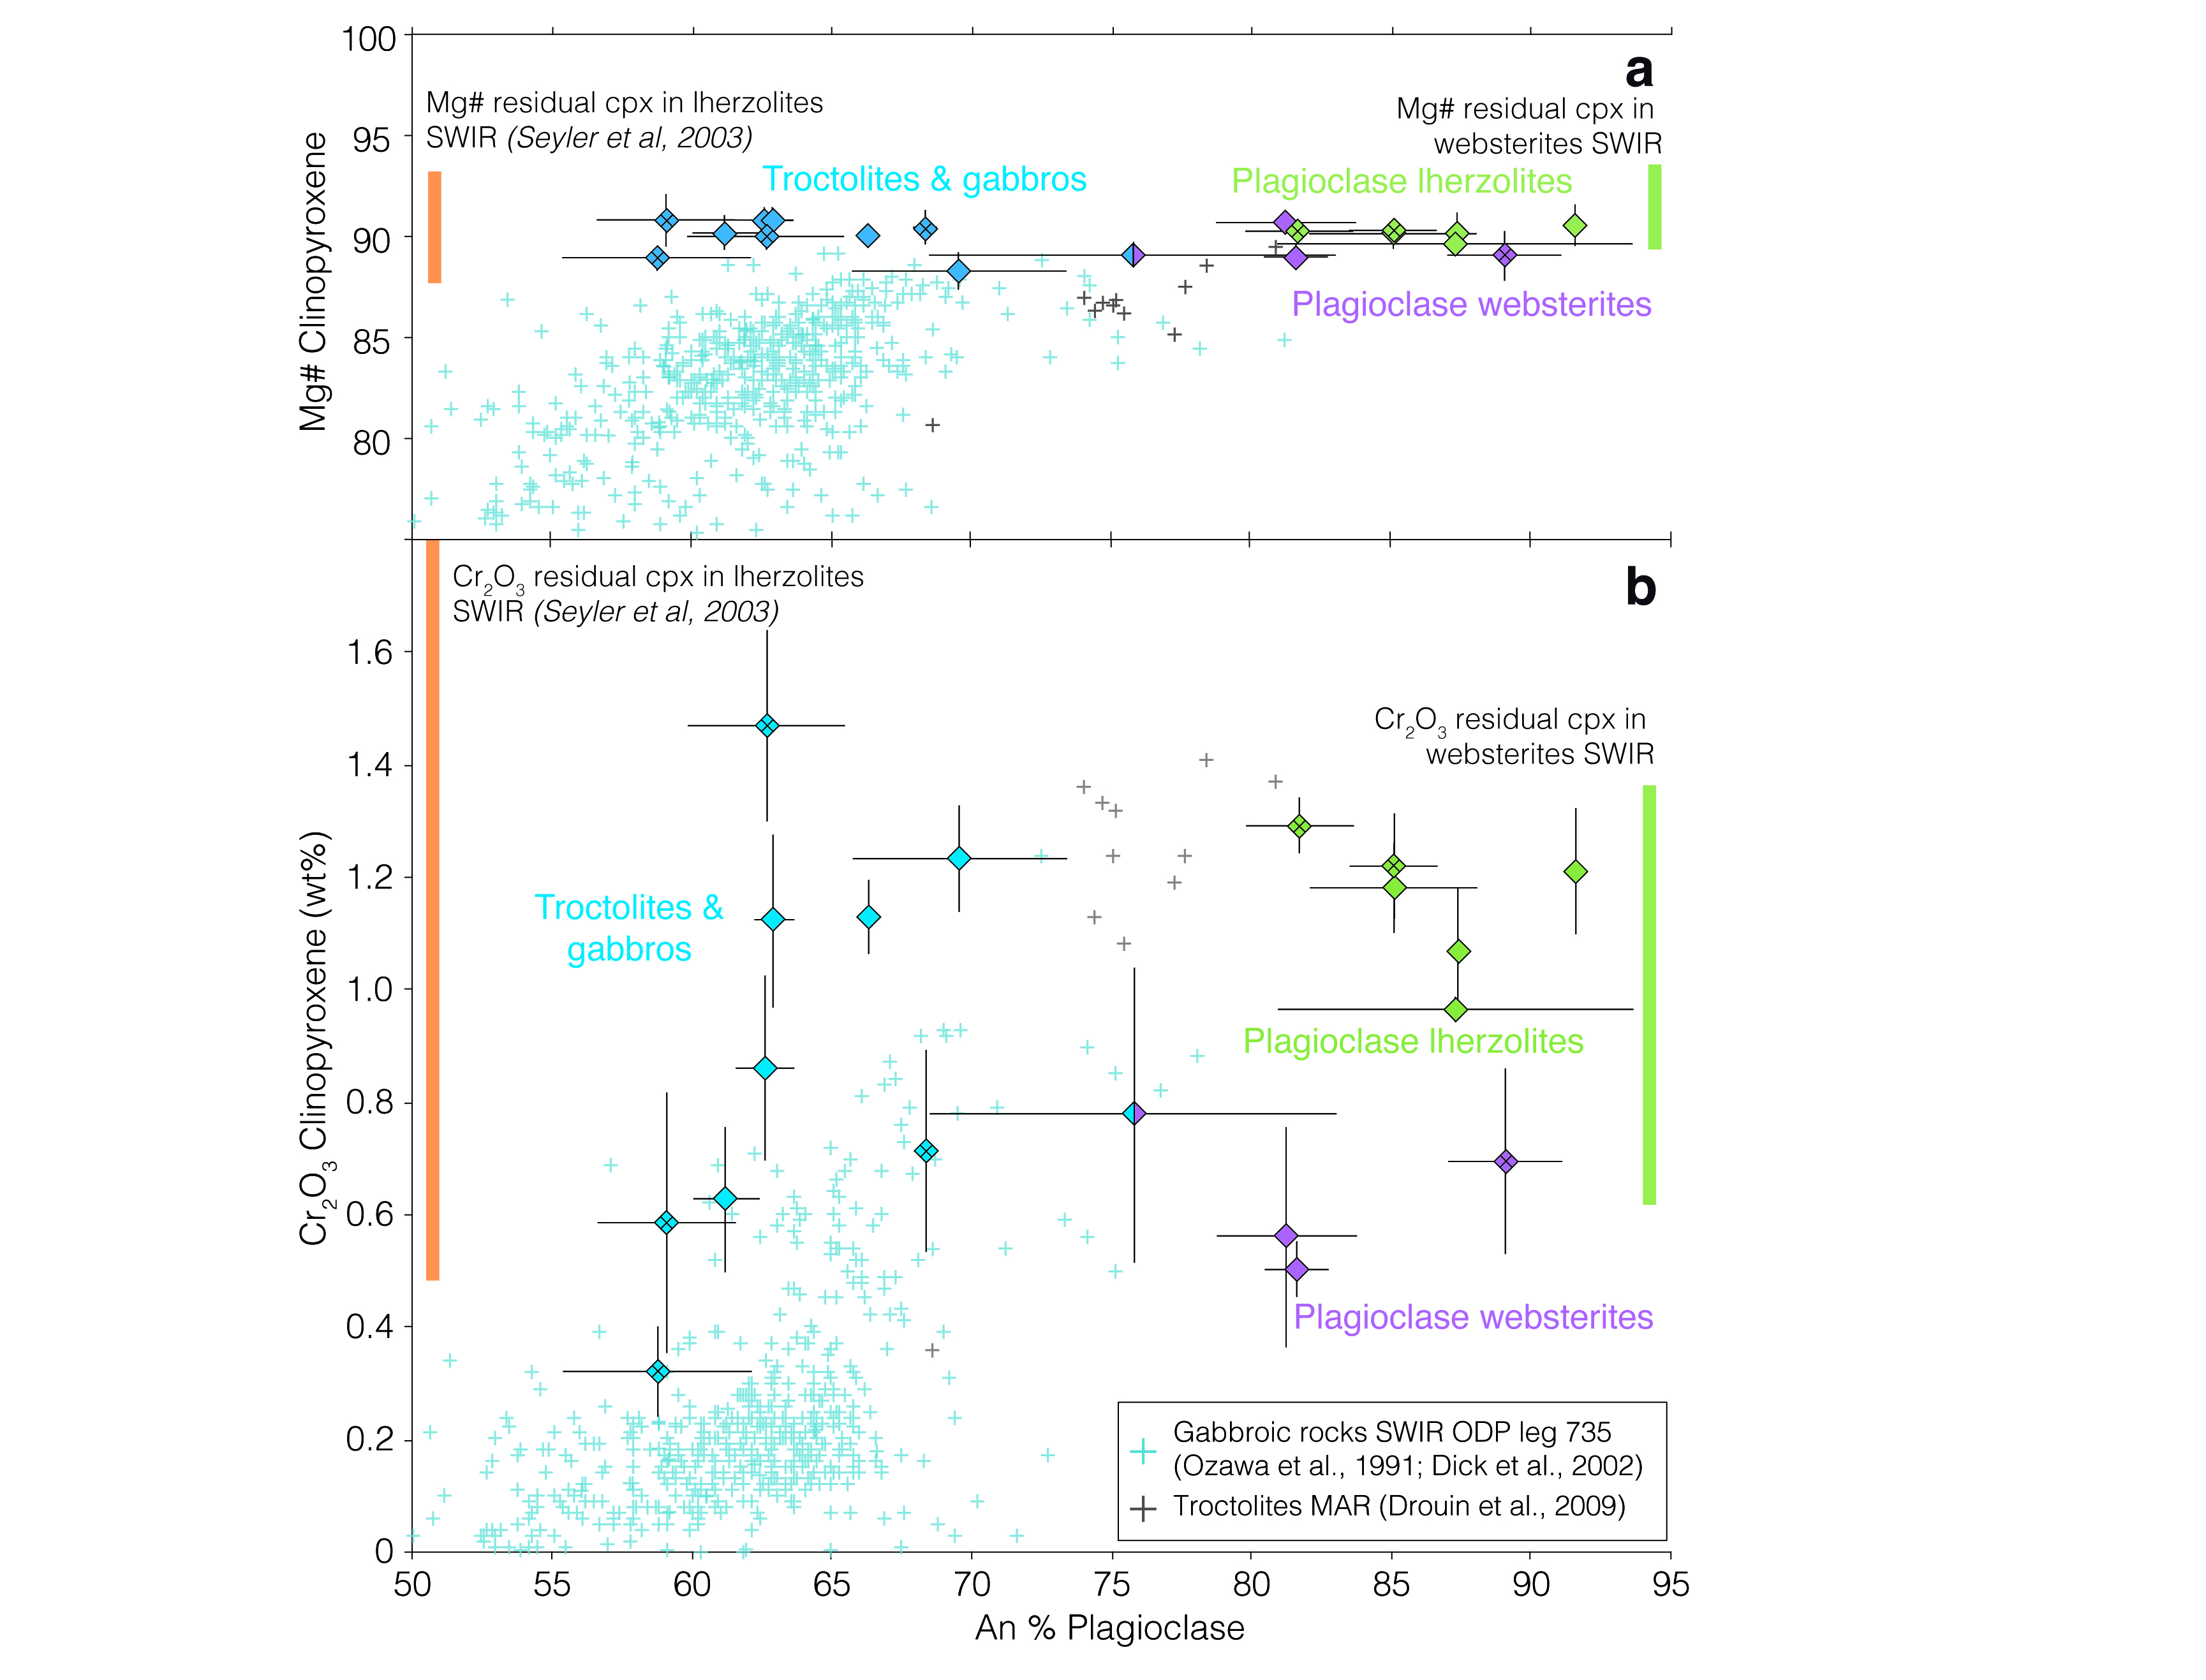 a
Mg# residual cpx in lherzolites
SWIR (Seyler et al, 2003)
Mg# residual cpx in
websterites SWIR
Troctolites & gabbros
Plagioclase lherzolites
Plagioclase websterites
Mg# Clinopyroxene
100
95
90
85
80
b
Cr2O3 residual cpx in lherzolites
SWIR (Seyler et al, 2003)
Cr2O3 residual cpx in
websterites SWIR
Troctolites &
gabbros
Plagioclase lherzolites
Plagioclase websterites
Cr2O3 Clinopyroxene (wt%)
1.6
1.4
1.2
1.0
0.8
0.6
0.4
0.2
0
Gabbroic rocks SWIR ODP leg 735
(Ozawa et al., 1991; Dick et al., 2002)
Troctolites MAR (Drouin et al., 2009)
50 55 60 65 70 75 80 85 90 95
An % Plagioclase